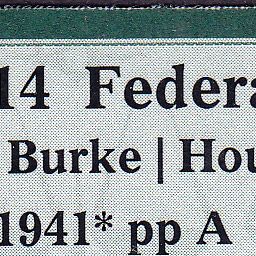 14 Federa
Burke | Hou
1941* pp A